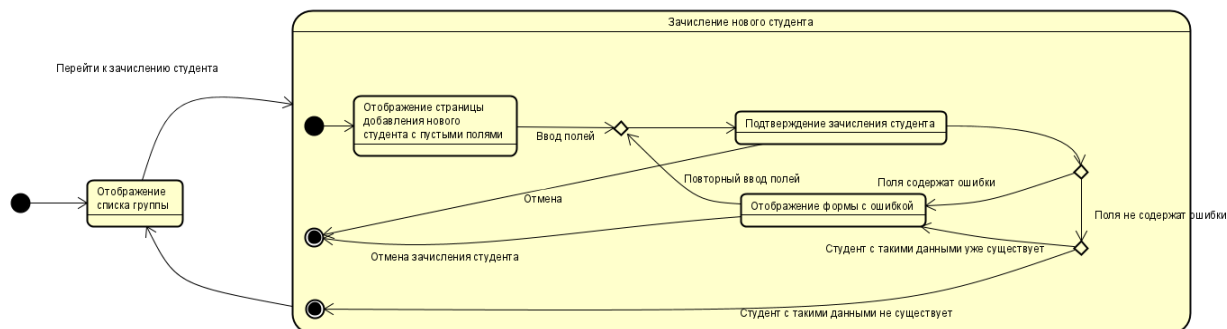 Зачисление нового студента
Перейти к зачислению студента
Отображение страницы
добавления нового
студента с пустыми полями
Ввод полей
Подтверждение зачисления студента
Повторный ввод полей
Поля содержат ошибки
Отображение
списка группы
Отмена
Отображение формы с ошибкой
Поля не содержат ошибки
Отмена зачисления студента
Студент с такими данными уже существует
Студент с такими данными не существует